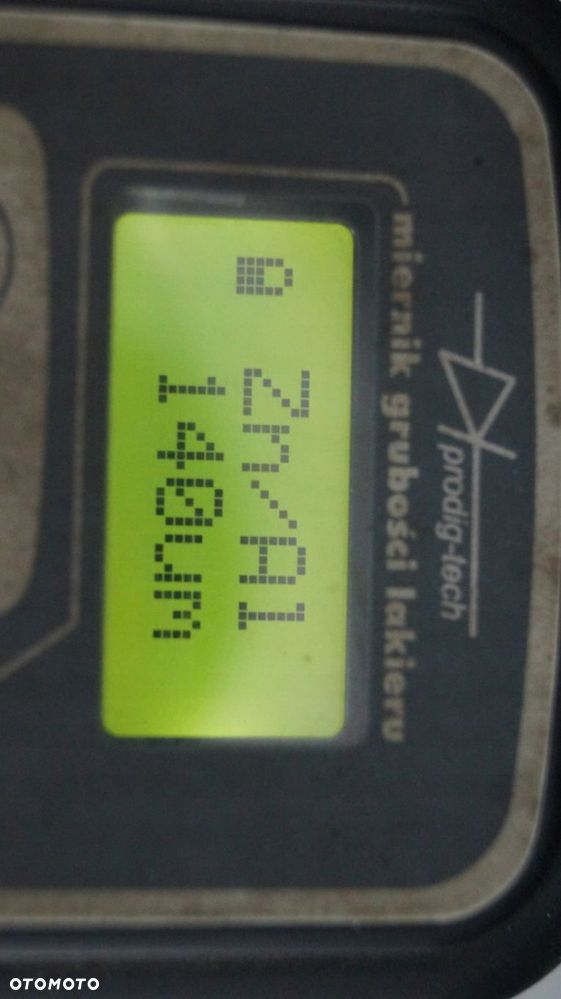 prodig-tech
miernik grubości lakieru
Zn/Al
140um
OTOMOTO